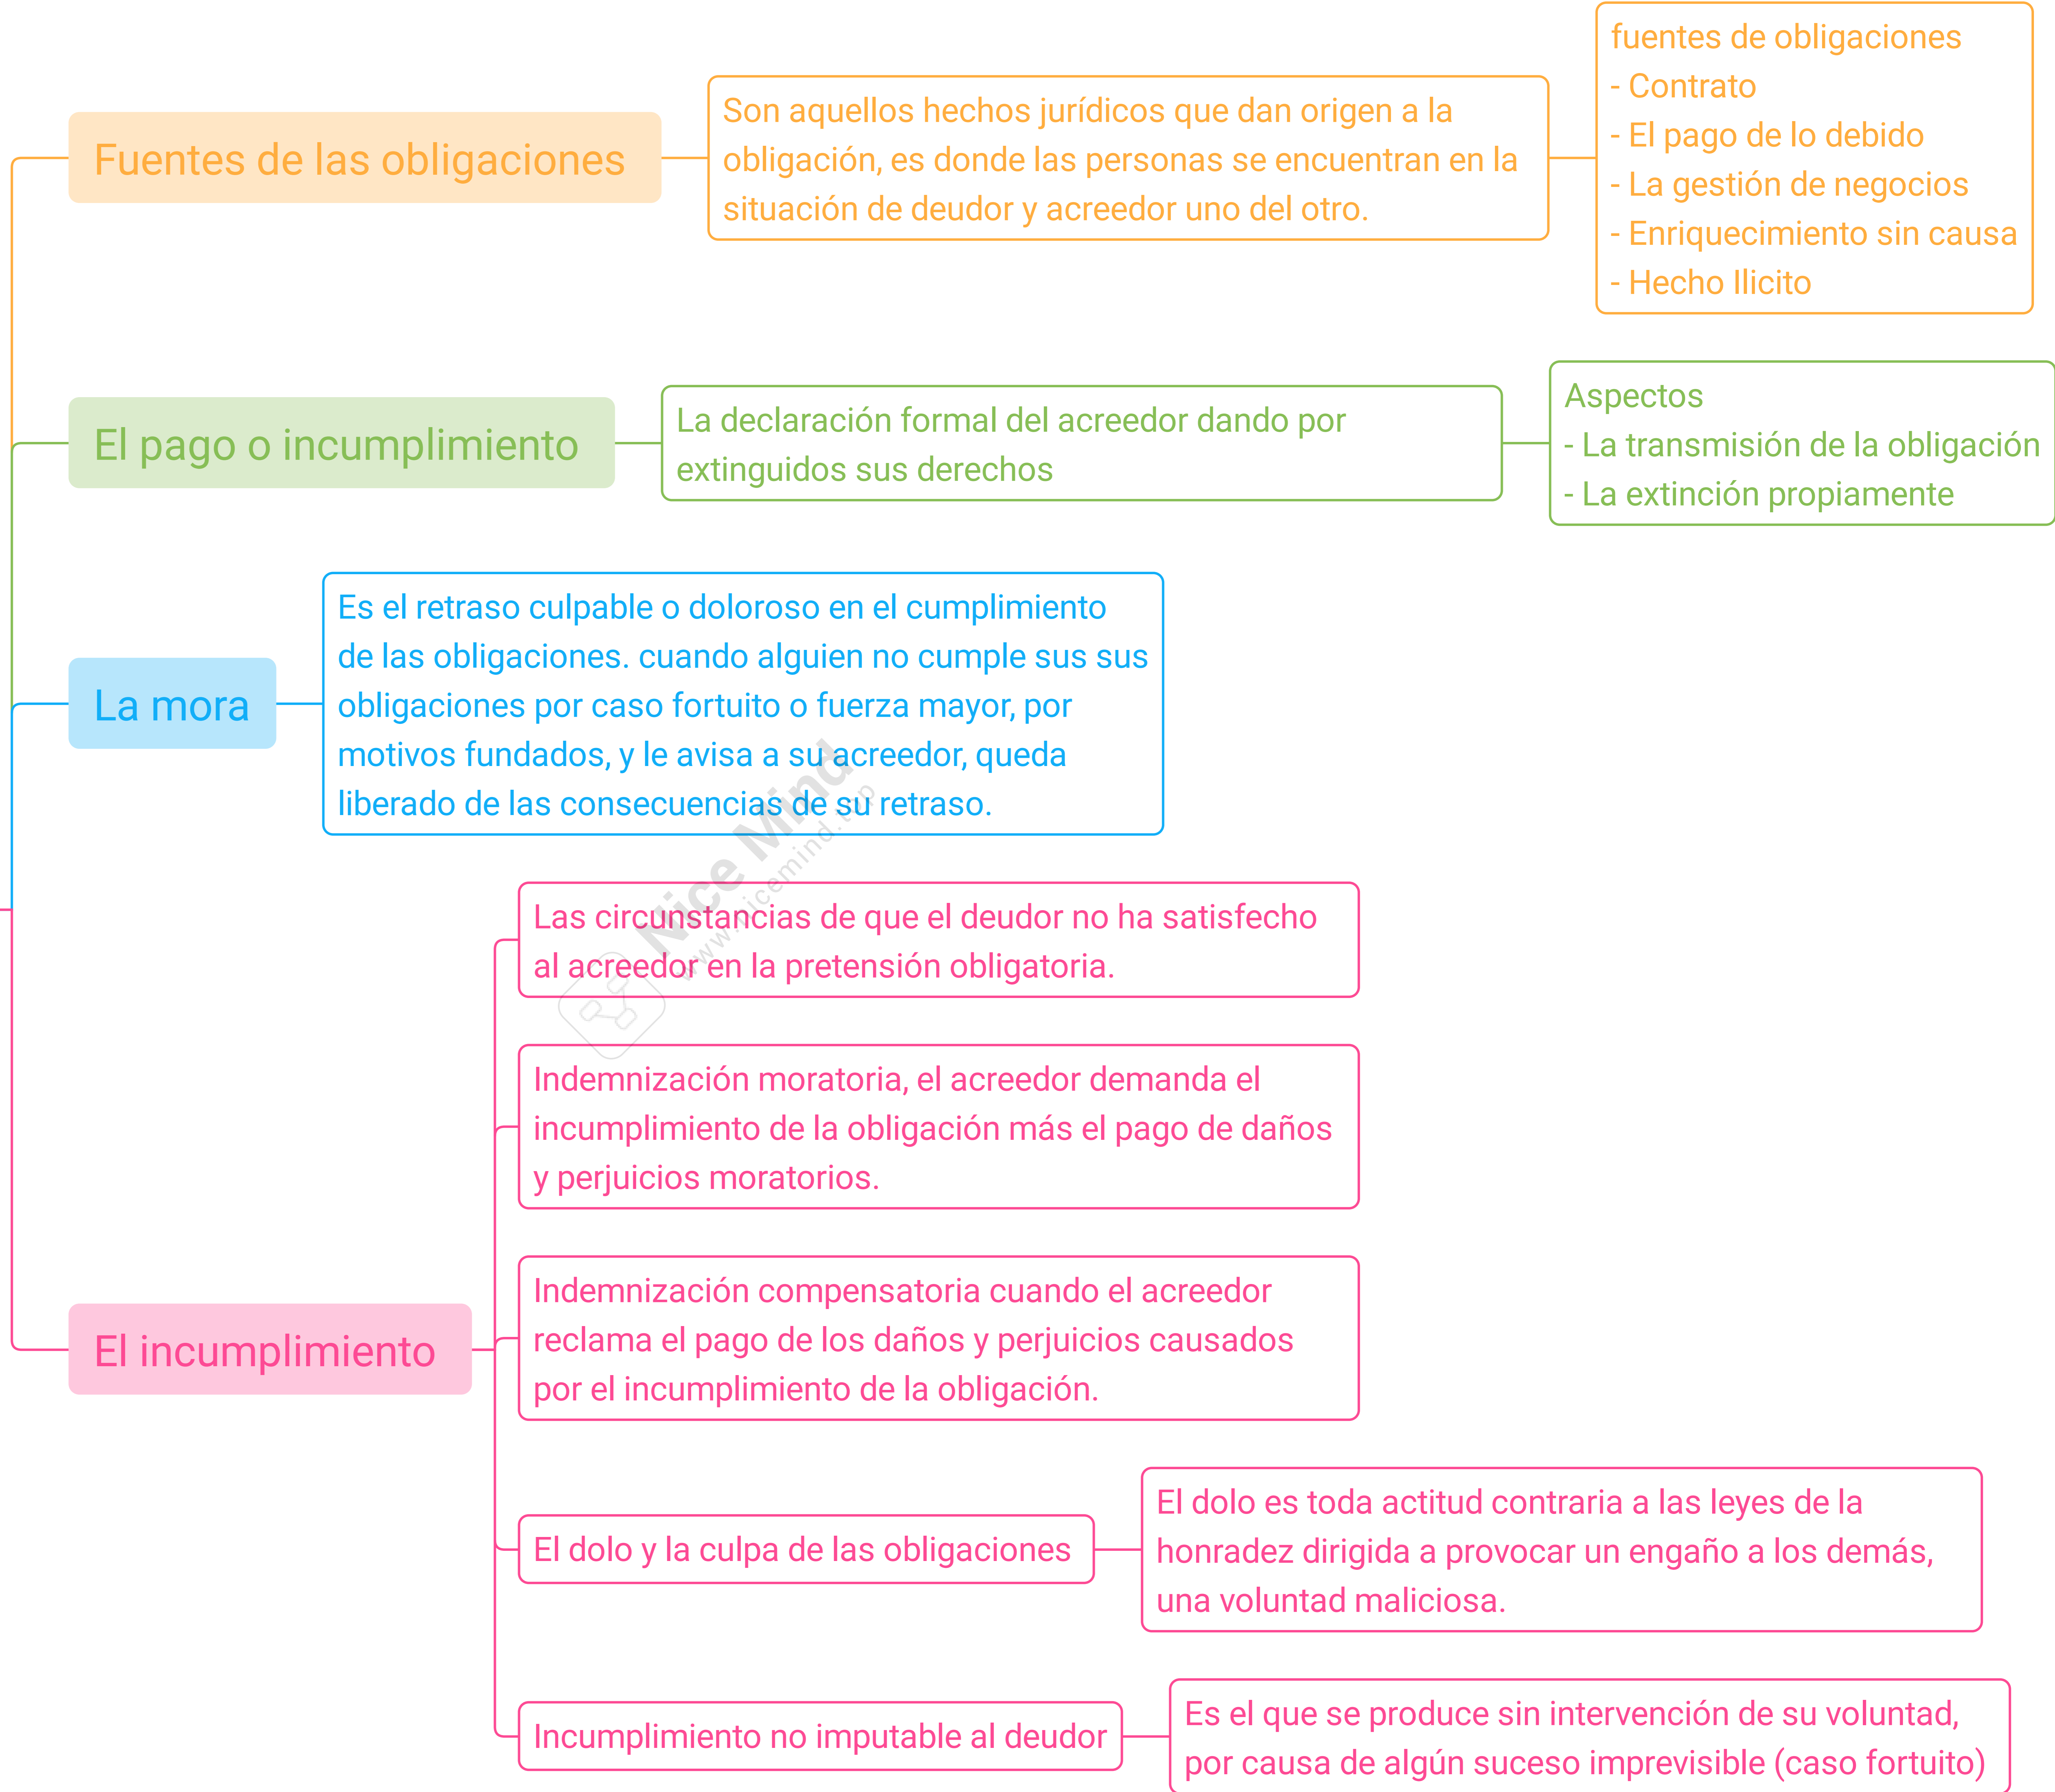 Fuentes de las obligaciones
Son aquellos hechos jurídicos que dan origen a la
obligación, es donde las personas se encuentran en la
situación de deudor y acreedor uno del otro.
fuentes de obligaciones
- Contrato
- El pago de lo debido
- La gestión de negocios
- Enriquecimiento sin causa
- Hecho Ilicito
El pago o incumplimiento
La declaración formal del acreedor dando por
extinguidos sus derechos
Aspectos
- La transmisión de la obligación
- La extinción propiamente
La mora
Es el retraso culpable o doloroso en el cumplimiento
de las obligaciones. cuando alguien no cumple sus sus
obligaciones por caso fortuito o fuerza mayor, por
motivos fundados, y le avisa a su acreedor, queda
liberado de las consecuencias de su retraso.
Nice Mind
www.nicemind.top
El incumplimiento
Las circunstancias de que el deudor no ha satisfecho
al acreedor en la pretensión obligatoria.
Indemnización moratoria, el acreedor demanda el
incumplimiento de la obligación más el pago de daños
y perjuicios moratorios.
Indemnización compensatoria cuando el acreedor
reclama el pago de los daños y perjuicios causados
por el incumplimiento de la obligación.
El dolo y la culpa de las obligaciones
El dolo es toda actitud contraria a las leyes de la
honradez dirigida a provocar un engaño a los demás,
una voluntad maliciosa.
Incumplimiento no imputable al deudor
Es el que se produce sin intervención de su voluntad,
por causa de algún suceso imprevisible (caso fortuito)